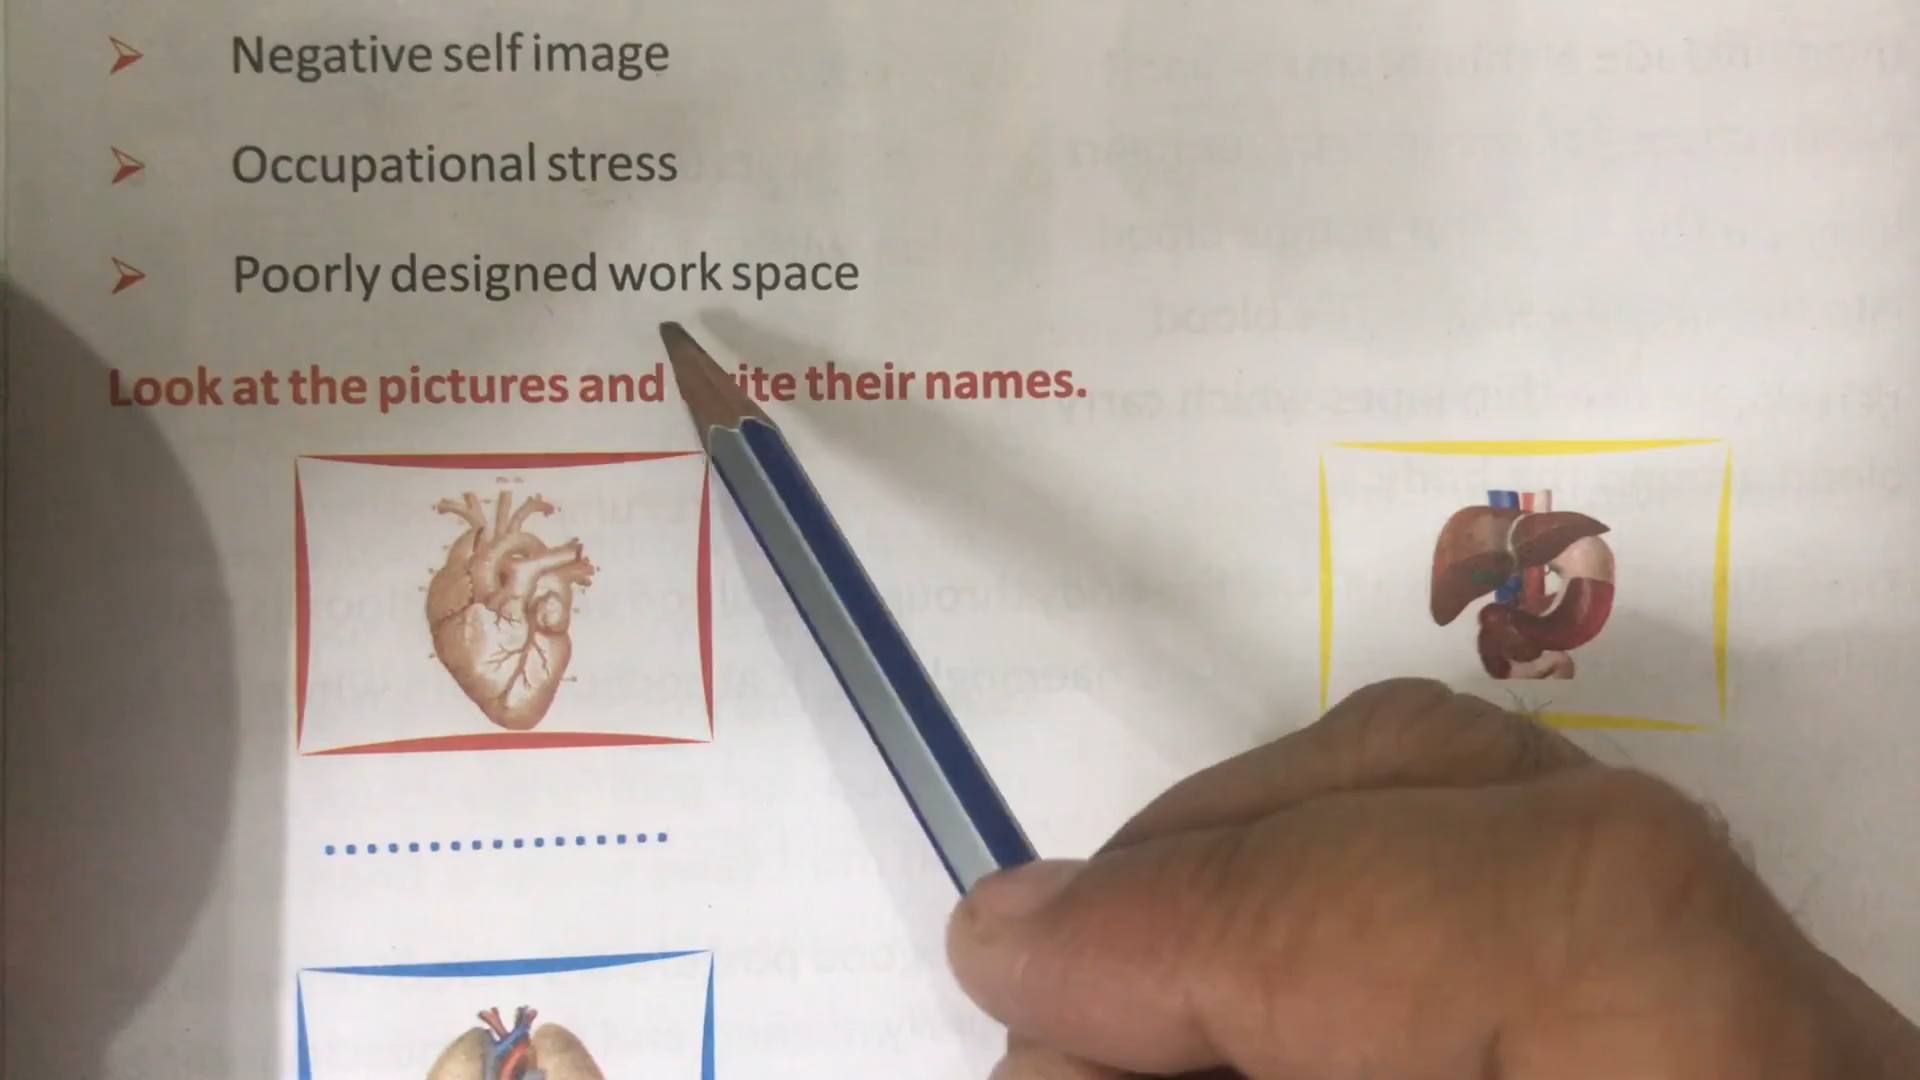 Negative self image
Occupational stress
Poorly designed work space
Look at the pictures and ite their names.